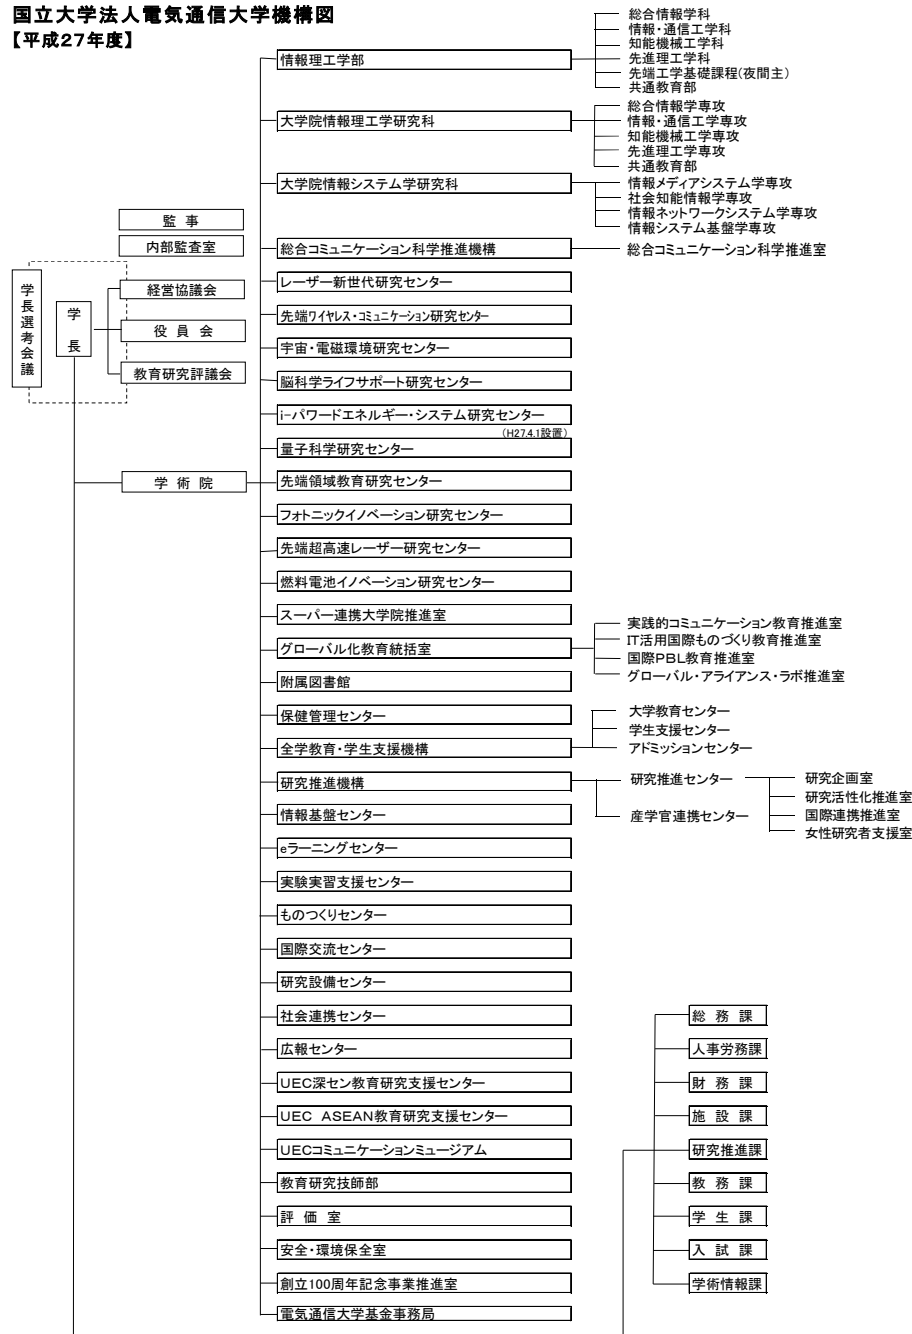 国立大学法人電気通信大学機構図
【平成27年度】
総合情報学科
情報・通信工学科
知能機械工学科
情報理工学部
先進理工学科
先端工学基礎課程(夜間主)
共通教育部
総合情報学専攻
大学院情報理工学研究科
情報・通信工学専攻
知能機械工学専攻
先進理工学専攻
共通教育部
大学院情報システム学研究科
情報メディアシステム学専攻
社会知能情報学専攻
情報ネットワークシステム学専攻
情報システム基盤学専攻
監 事
内部監査室
総合コミュニケーション科学推進機構
総合コミュニケーション科学推進室
学長選考会議
学 長
経営協議会
役 員 会
教育研究評議会
レーザー新世代研究センター
先端ワイヤレス・コミュニケーション研究センター
宇宙・電磁環境研究センター
脳科学ライフサポート研究センター
i-パワードエネルギー・システム研究センター
(H27.4.1設置)
量子科学研究センター
学 術 院
先端領域教育研究センター
フォトニックイノベーション研究センター
先端超高速レーザー研究センター
燃料電池イノベーション研究センター
スーパー連携大学院推進室
グローバル化教育統括室
実践的コミュニケーション教育推進室
IT活用国際ものづくり教育推進室
国際PBL教育推進室
グローバル・アライアンス・ラボ推進室
附属図書館
保健管理センター
全学教育・学生支援機構
大学教育センター
学生支援センター
アドミッションセンター
研究推進機構
研究推進センター
産学官連携センター
研究企画室
研究活性化推進室
国際連携推進室
女性研究者支援室
情報基盤センター
eラーニングセンター
実験実習支援センター
ものつくりセンター
国際交流センター
研究設備センター
社会連携センター
広報センター
UEC深セン教育研究支援センター
UEC ASEAN教育研究支援センター
UECコミュニケーションミュージアム
教育研究技師部
評 価 室
安全・環境保全室
創立100周年記念事業推進室
電気通信大学基金事務局
総 務 課
人事労務課
財 務 課
施 設 課
研究推進課
教 務 課
学 生 課
入 試 課
学術情報課